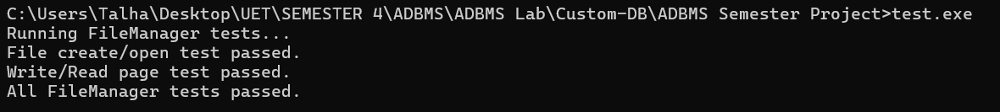 C:\Users\Talha\Desktop\UET\SEMESTER 4\ADBMS\ADBMS Lab\Custom-DB\ADBMS Semester Project>test.exe
Running FileManager tests...
File create/open test passed.
Write/Read page test passed.
All FileManager tests passed.